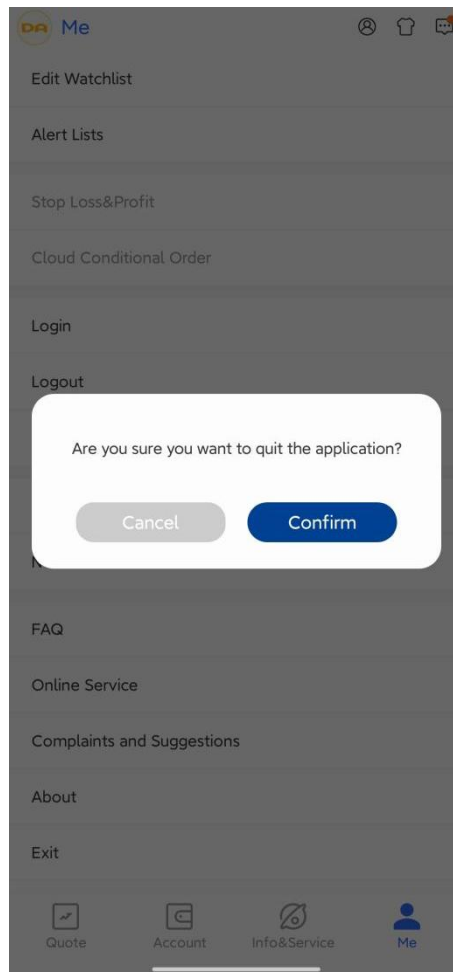 DA Me
Edit Watchlist
Alert Lists
Stop Loss&Profit
Cloud Conditional Order
Login
Logout
Are you sure you want to quit the application?
Cancel Confirm
FAQ
Online Service
Complaints and Suggestions
About
Exit
Quote Account Info&Service Me